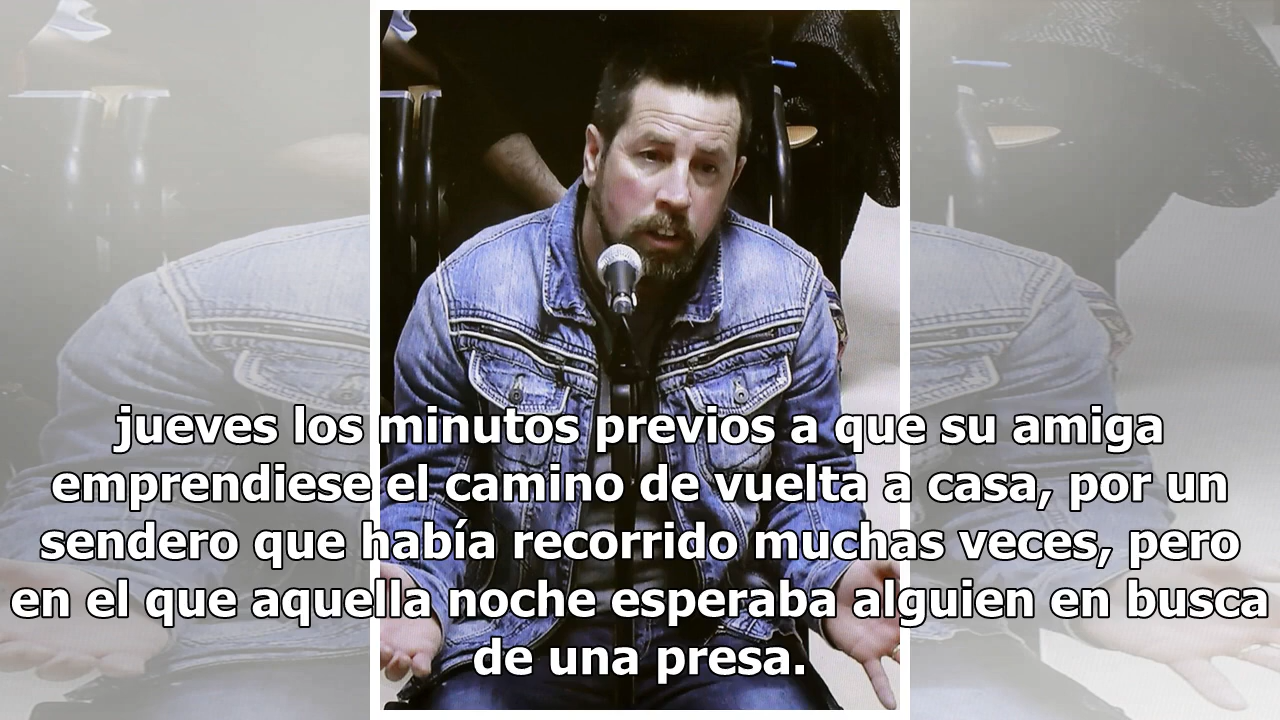 jueves los minutos previos a que su amiga
emprendiese el camino de vuelta a casa, por un
sendero que había recorrido muchas veces, pero
en el que aquella noche esperaba alguien en busca
de una presa.